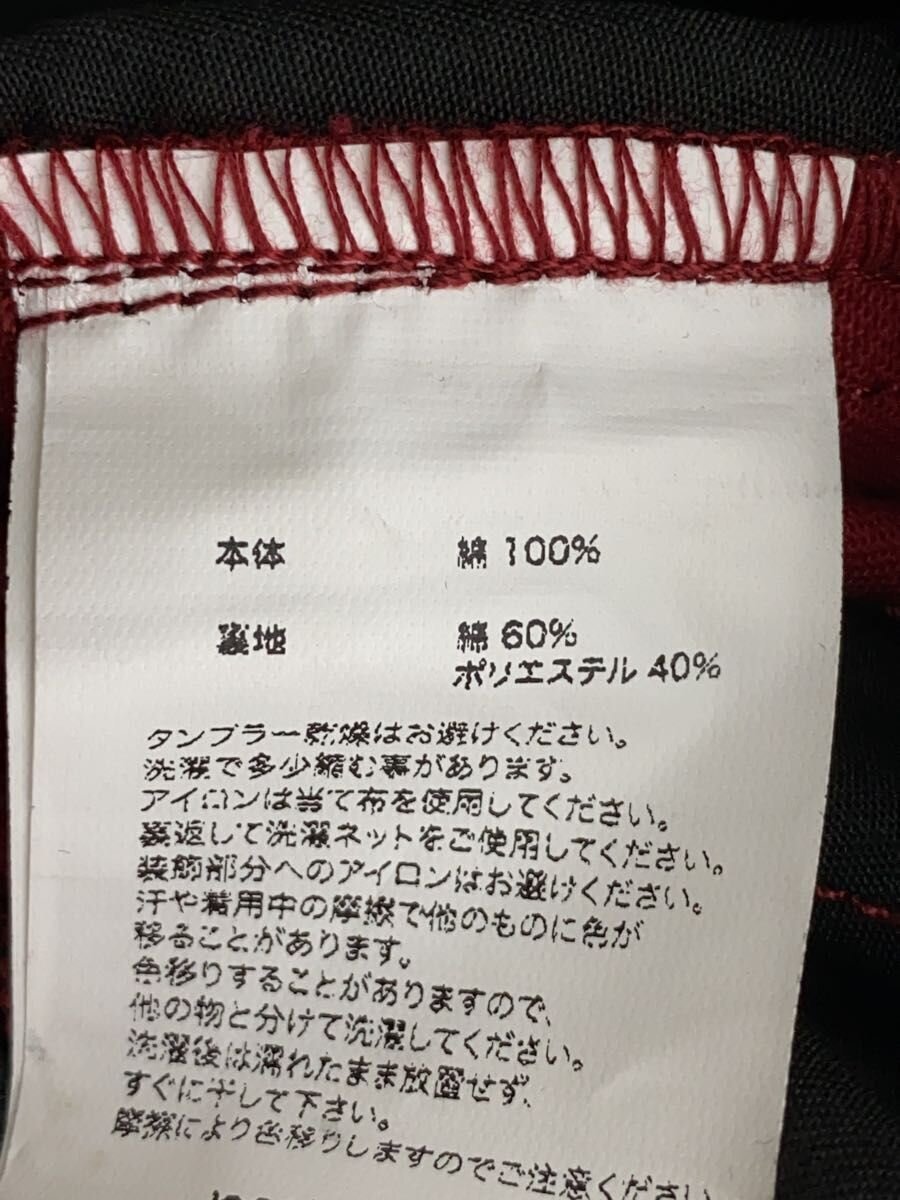 本体 綿 100%
裏地 綿 60%
ポリエステル 40%
タンブラー乾燥はお避けください。
洗濯で多少縮む事があります。
アイロンは当て布を使用してください。
裏返して洗濯ネットをご使用してください。
装飾部分へのアイロンはお避けください。
汗や着用中の摩擦で他のものに色が
移ることがあります。
色移りすることがありますので、
他の物と分けて洗濯してください。
洗濯後は濡れたまま放置せず、
すぐに干して下さい。
摩擦により色移りしますのでご注意ください